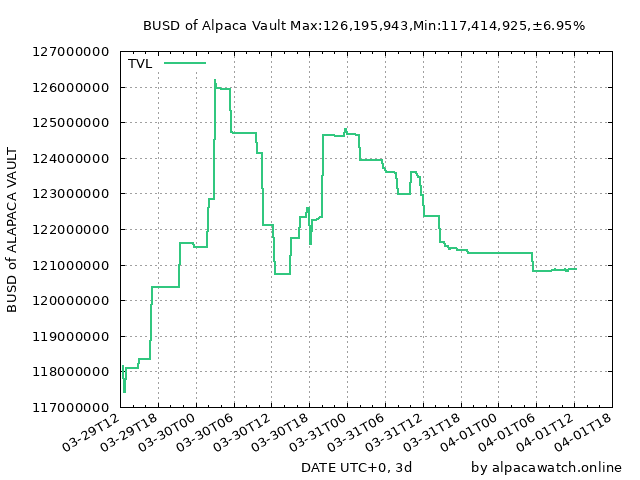 BUSD of Alpaca Vault Max:126,195,943,Min:117,414,925,±6.95%
TVL
BUSD of ALAPACA VAULT
127000000
126000000
125000000
124000000
123000000
122000000
121000000
120000000
119000000
118000000
117000000
03-29T12
03-29T18
03-30T00
03-30T06
03-30T12
03-30T18
03-31T00
03-31T06
03-31T12
03-31T18
04-01T00
04-01T06
04-01T12
04-01T18
DATE UTC+0, 3d
by alpacawatch.online